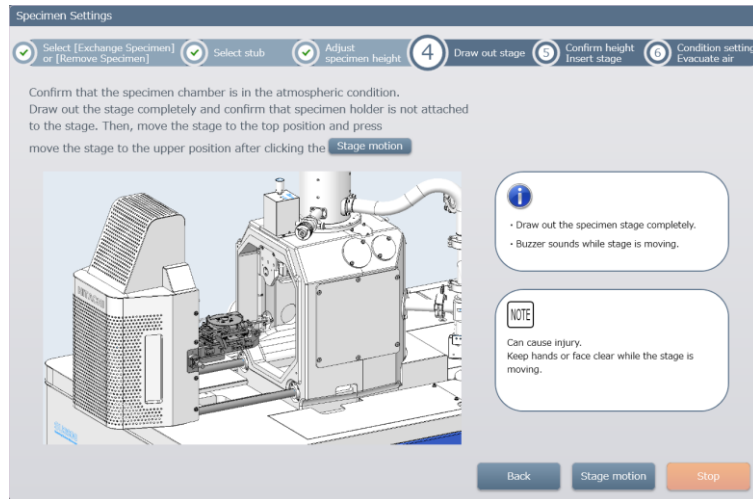 Specimen Settings
Select [Exchange Specimen]
or [Remove Specimen]
Select stub
Adjust
specimen height
4
Draw out stage
5
Confirm height
Insert stage
6
Condition setting
Evacuate air
Confirm that the specimen chamber is in the atmospheric condition.
Draw out the stage completely and confirm that specimen holder is not attached
to the stage. Then, move the stage to the top position and press
move the stage to the upper position after clicking the Stage motion
・Draw out the specimen stage completely.
・Buzzer sounds while stage is moving.
NOTE
Can cause injury.
Keep hands or face clear while the stage is
moving.
Back
Stage motion
Stop